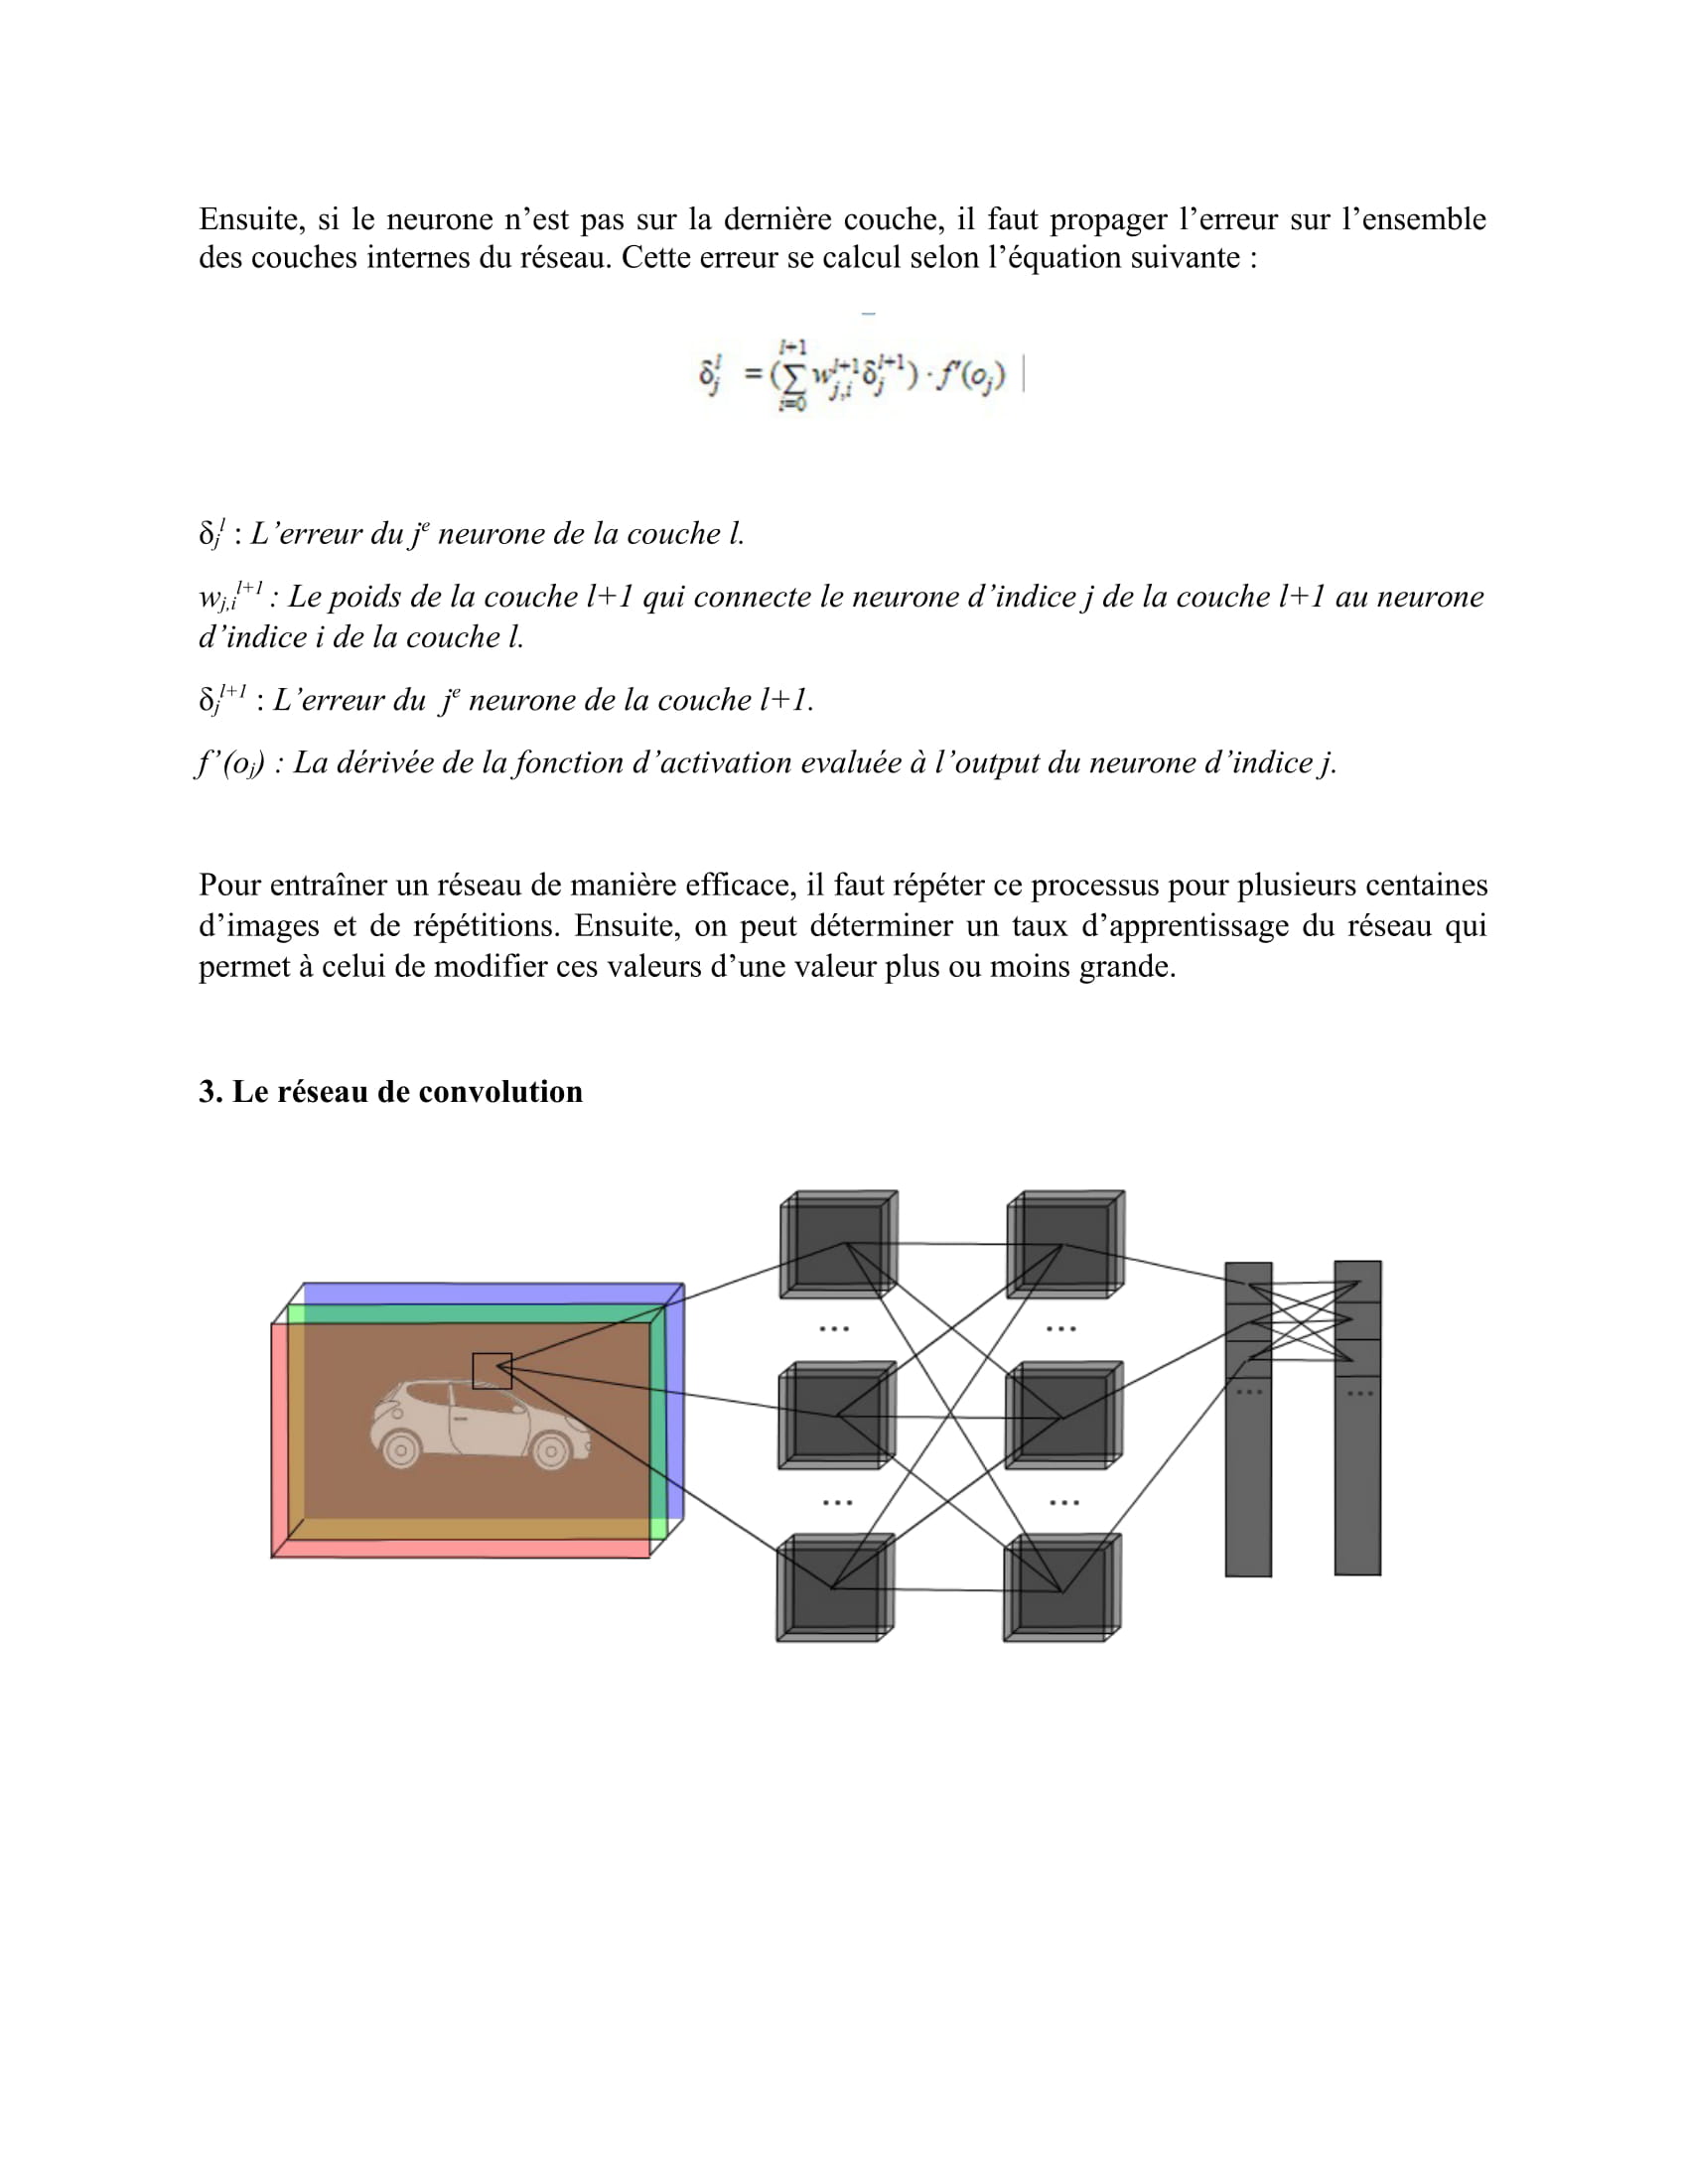 Ensuite, si le neurone n’est pas sur la dernière couche, il faut propager l’erreur sur l’ensemble
des couches internes du réseau. Cette erreur se calcul selon l’équation suivante :
δ_j^l = (∑_{i=0}^{l+1} w_{j,i}^{l+1} δ_j^{l+1}) · f′(o_j)
δ_j^l : L’erreur du j^e neurone de la couche l.
w_{j,i}^{l+1} : Le poids de la couche l+1 qui connecte le neurone d’indice j de la couche l+1 au neurone
d’indice i de la couche l.
δ_j^{l+1} : L’erreur du j^e neurone de la couche l+1.
f’(o_j) : La dérivée de la fonction d’activation evaluée à l’output du neurone d’indice j.
Pour entraîner un réseau de manière efficace, il faut répéter ce processus pour plusieurs centaines
d’images et de répétitions. Ensuite, on peut déterminer un taux d’apprentissage du réseau qui
permet à celui de modifier ces valeurs d’une valeur plus ou moins grande.
3. Le réseau de convolution
... ...
... ...
... ...